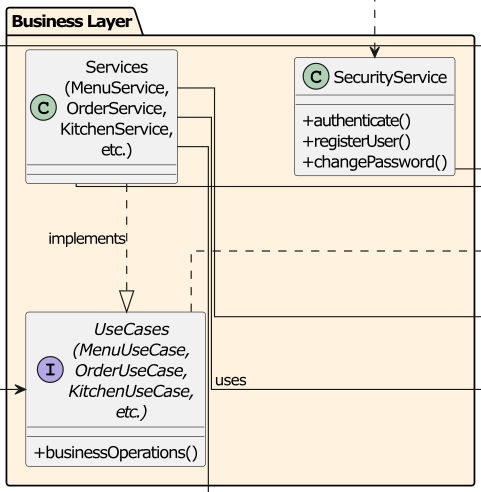 Business Layer
Services
(MenuService,
OrderService,
KitchenService,
etc.)
C
C
SecurityService
+authenticate()
+registerUser()
+changePassword()
implements
UseCases
(MenuUseCase,
OrderUseCase,
KitchenUseCase,
etc.)
I
+businessOperations()
uses